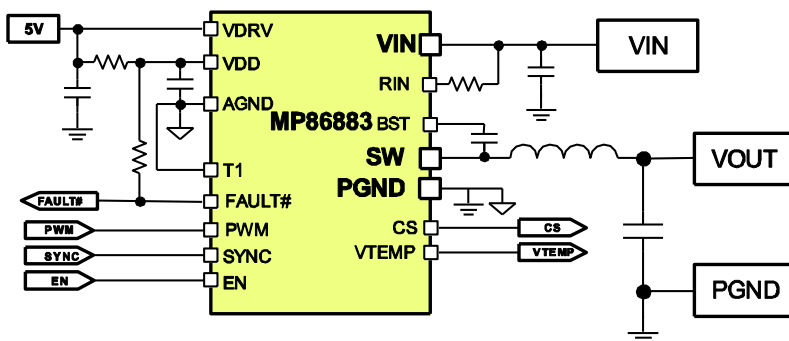 5V
VDRV
VDD
AGND
T1
FAULT#
PWM
SYNC
EN
FAULT#
PWM
SYNC
EN
MP86883
VIN
RIN
BST
SW
PGND
CS
VTEMP
CS
VTEMP
VIN
VOUT
PGND